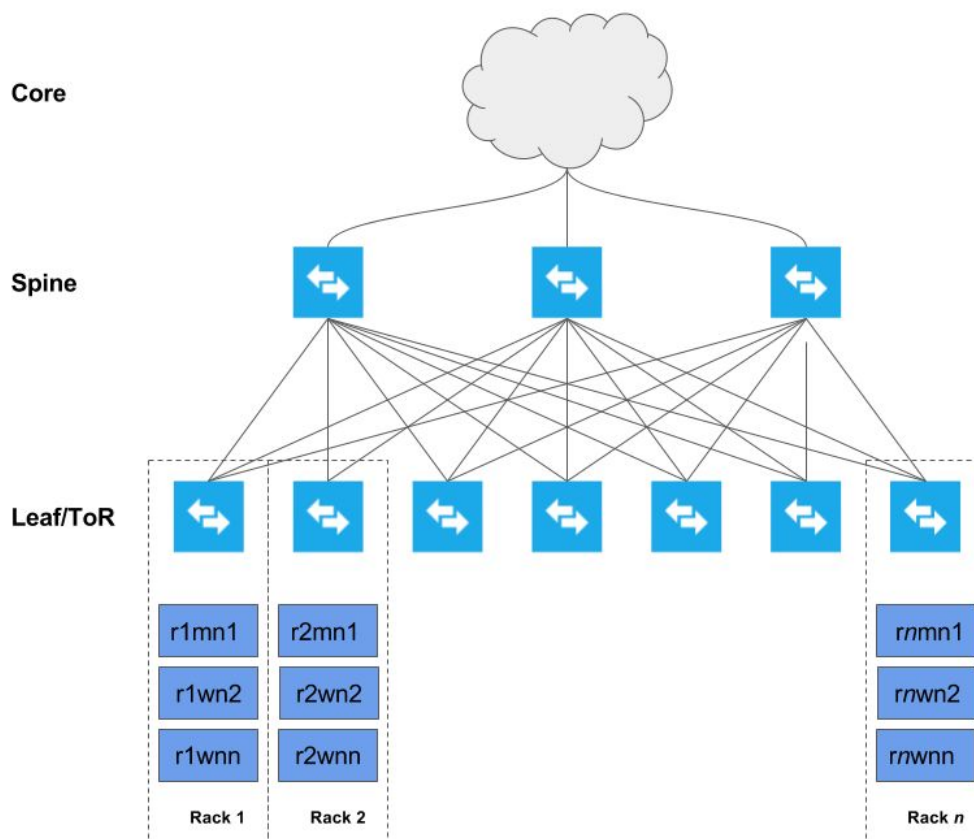 Core
Spine
Leaf/ToR
r1mn1
r2mn1
rnmn1
r1wn2
r2wn2
rnwn2
r1wnn
r2wnn
rnwnn
Rack 1
Rack 2
Rack n